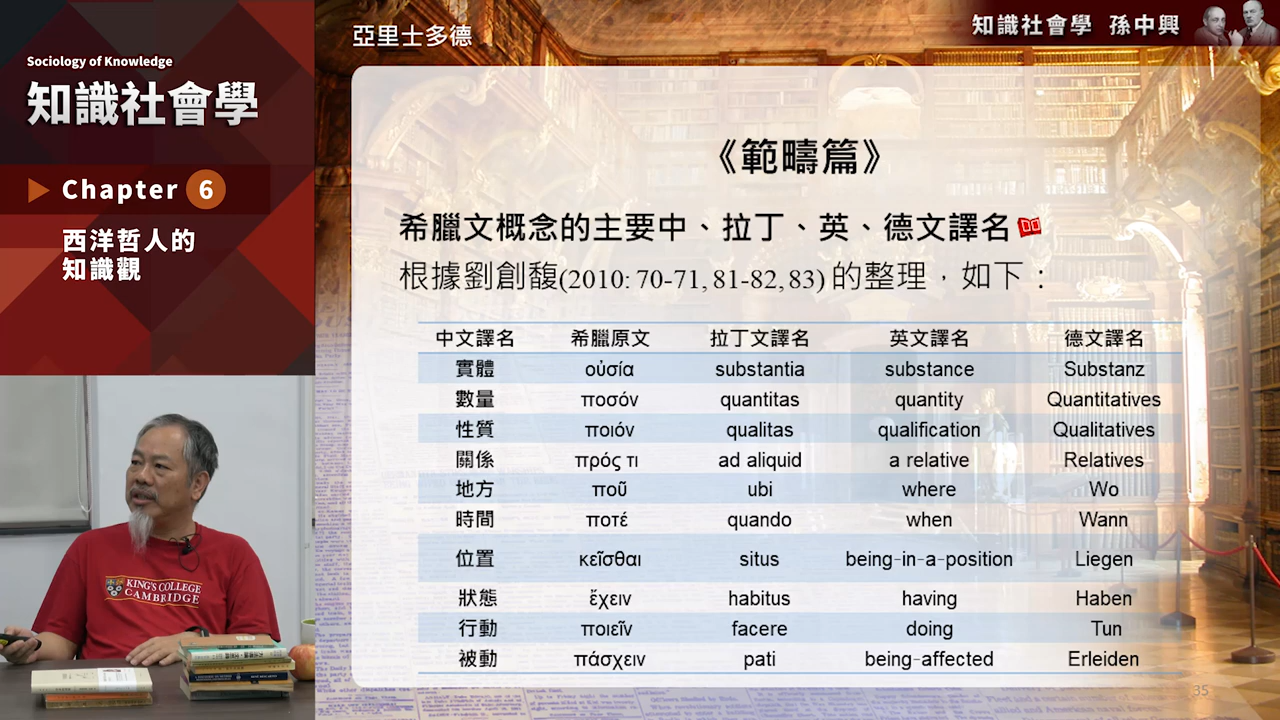 Sociology of Knowledge
知識社會學
Chapter 6
西洋哲人的
知識觀
亞里士多德
知識社會學 孫中興
《範疇篇》
希臘文概念的主要中、拉丁、英、德文譯名
根據劉創馥(2010: 70-71, 81-82, 83) 的整理，如下：
中文譯名 希臘原文 拉丁文譯名 英文譯名 德文譯名
實體 οὐσία substantia substance Substanz
數量 ποσόν quantitas quantity Quantitatives
性質 ποιόν qualitas qualification Qualitatives
關係 πρός τι ad aliquid a relative Relatives
地方 ποῦ ubi where Wo
時間 ποτέ quando when Wann
位置 κεῖσθαι situs being-in-a-position Liegen
狀態 ἔχειν habitus having Haben
行動 ποιεῖν facere doing Tun
被動 πάσχειν pati being-affected Erleiden
35
KING'S COLLEGE
CAMBRIDGE